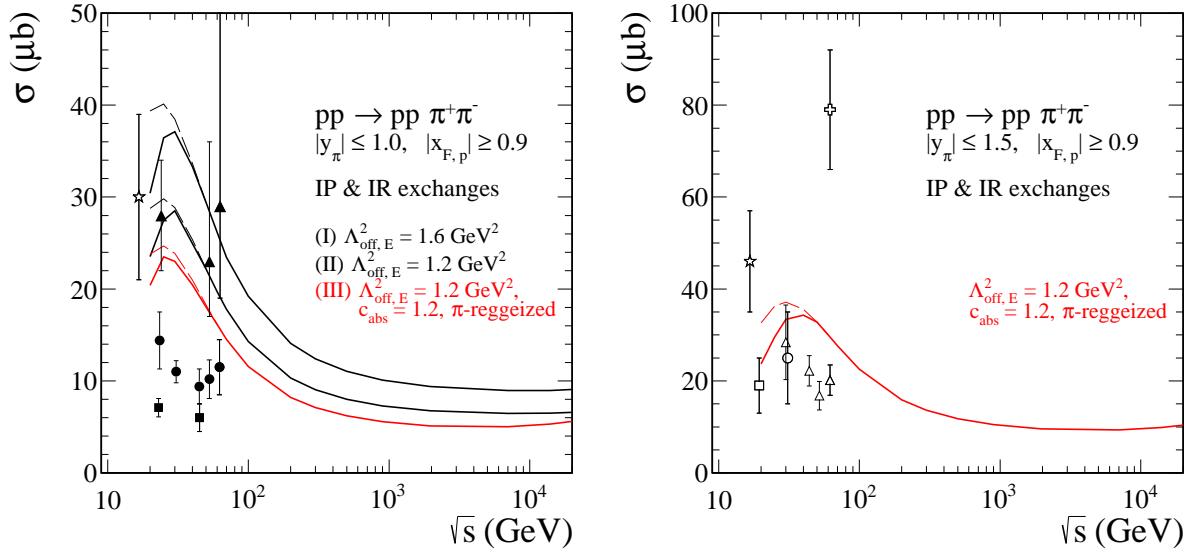 σ (μb)
50
40
30
20
10
0
pp → pp π⁺π⁻
|y_π| ≤ 1.0, |x_F, p| ≥ 0.9
IP & IR exchanges
(I) Λ²_off, E = 1.6 GeV²
(II) Λ²_off, E = 1.2 GeV²
(III) Λ²_off, E = 1.2 GeV²,
c_abs = 1.2, π-reggeized
10 10² 10³ 10⁴
√s (GeV)
σ (μb)
100
80
60
40
20
0
pp → pp π⁺π⁻
|y_π| ≤ 1.5, |x_F, p| ≥ 0.9
IP & IR exchanges
Λ²_off, E = 1.2 GeV²,
c_abs = 1.2, π-reggeized
10 10² 10³ 10⁴
√s (GeV)